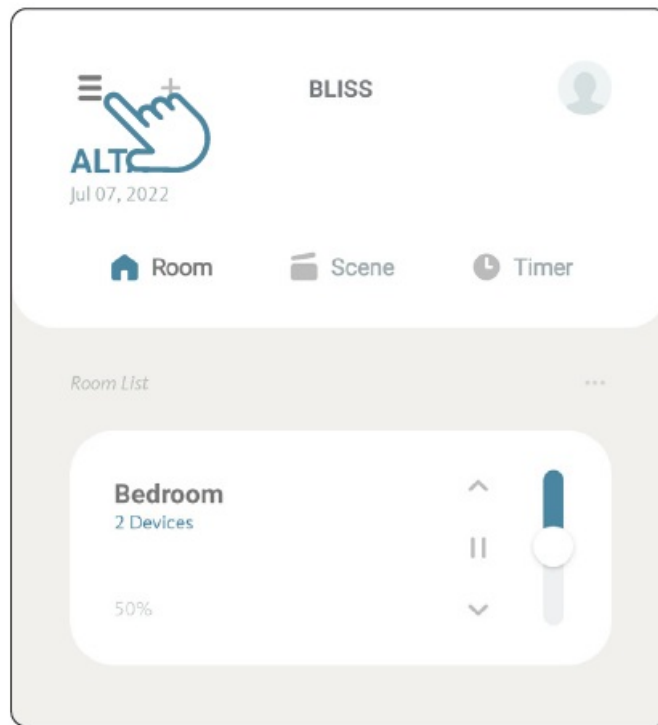 BLISS
Jul 07, 2022
Room
Scene
Timer
Room List
Bedroom
2 Devices
50%